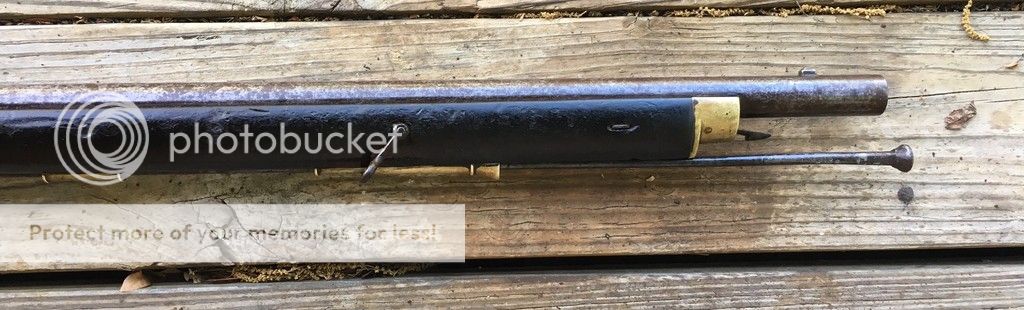 photobucket
Protect more of your memories for less!